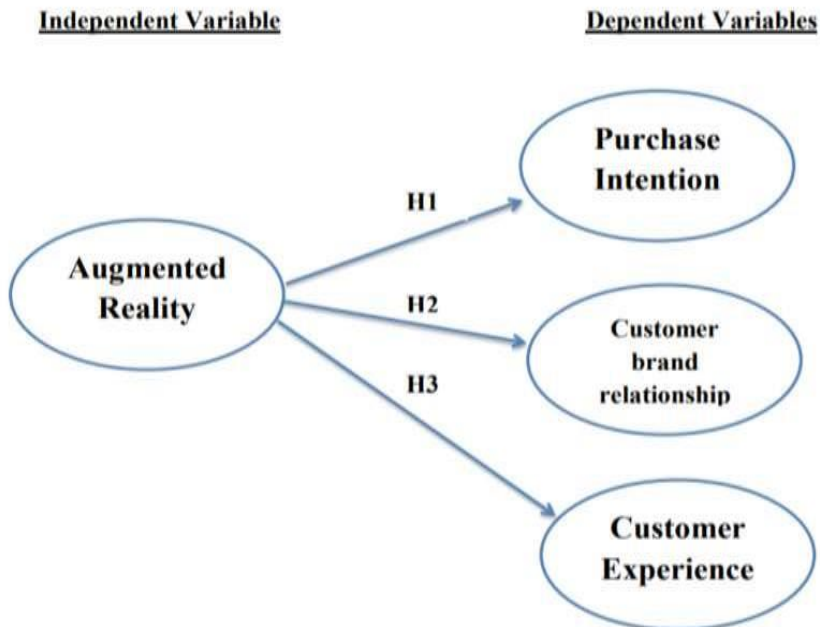 Independent Variable
Dependent Variables
Purchase
Intention
H1
Augmented
Reality
H2
Customer
brand
relationship
H3
Customer
Experience